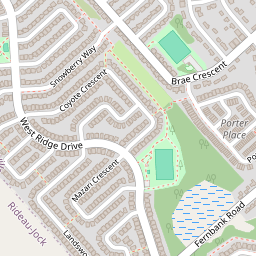 Snowberry Way
Brae Crescent
Coyote Crescent
Porter
Place
West Ridge Drive
Mazari Crescent
Rideau-Jock
Fernbank Road